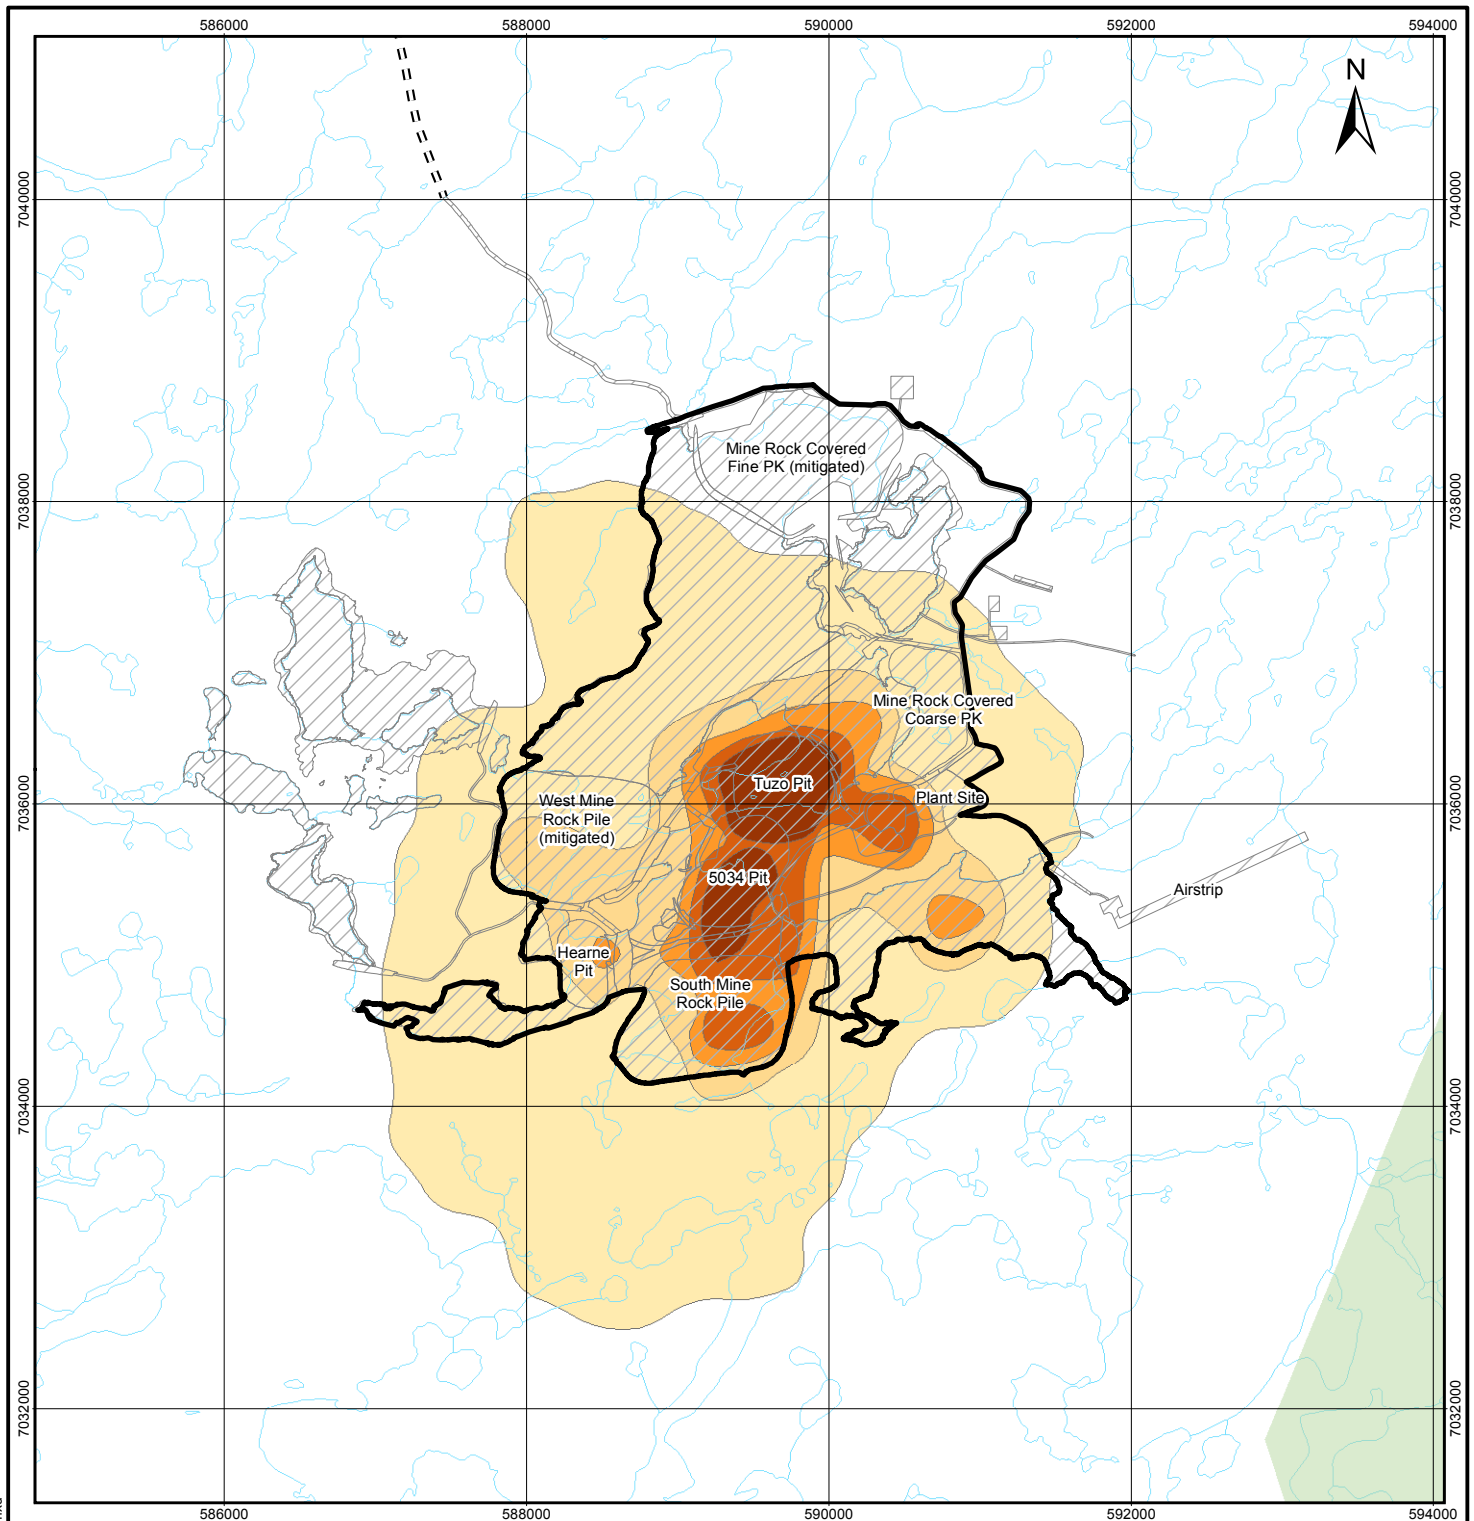 586000
588000
590000
592000
594000
N
7040000
7040000
Mine Rock Covered
Fine PK (mitigated)
7038000
7038000
Mine Rock Covered
Coarse PK
Tuzo Pit
Plant Site
West Mine
Rock Pile
(mitigated)
7036000
7036000
5034 Pit
Airstrip
Hearne
Pit
South Mine
Rock Pile
7034000
7034000
7032000
7032000
586000
588000
590000
592000
594000